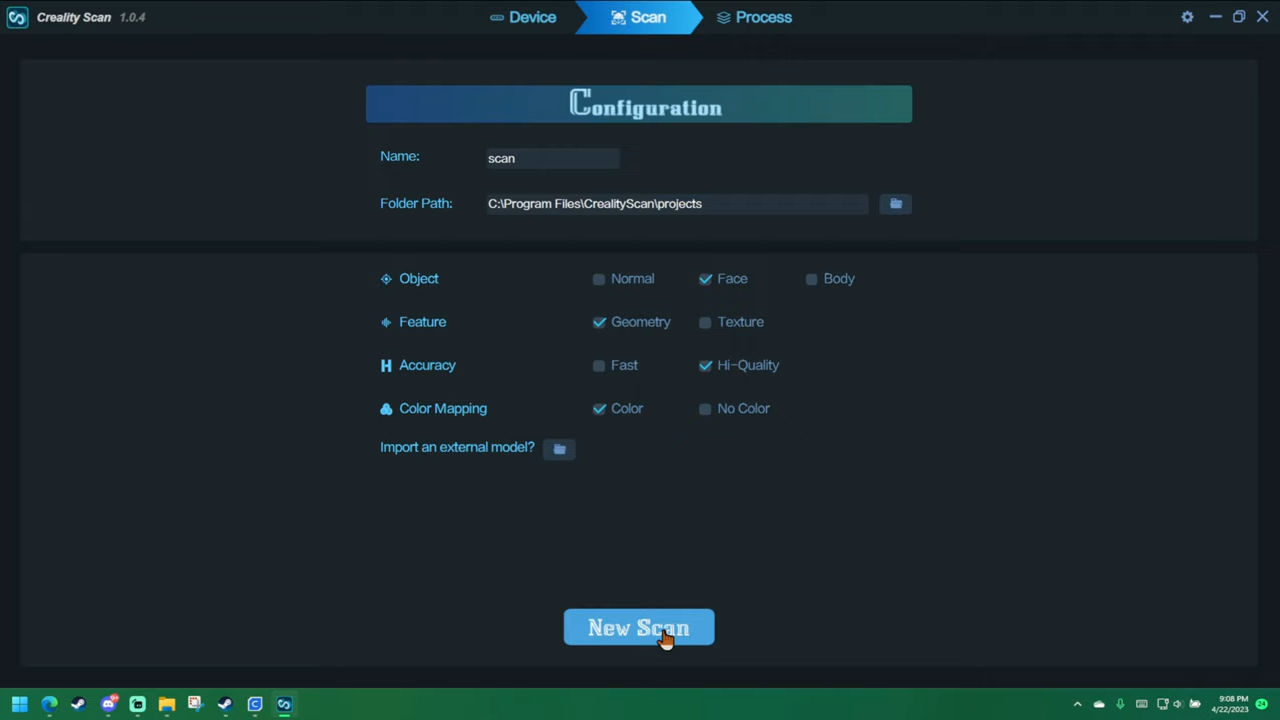 Creality Scan 1.0.4
Device
Scan
Process
Configuration
Name: scan
Folder Path: C:\Program Files\CrealityScan\projects
Object Normal Face Body
Feature Geometry Texture
Accuracy Fast Hi-Quality
Color Mapping Color No Color
Import an external model?
New Scan
9:08 PM
4/22/2023
24